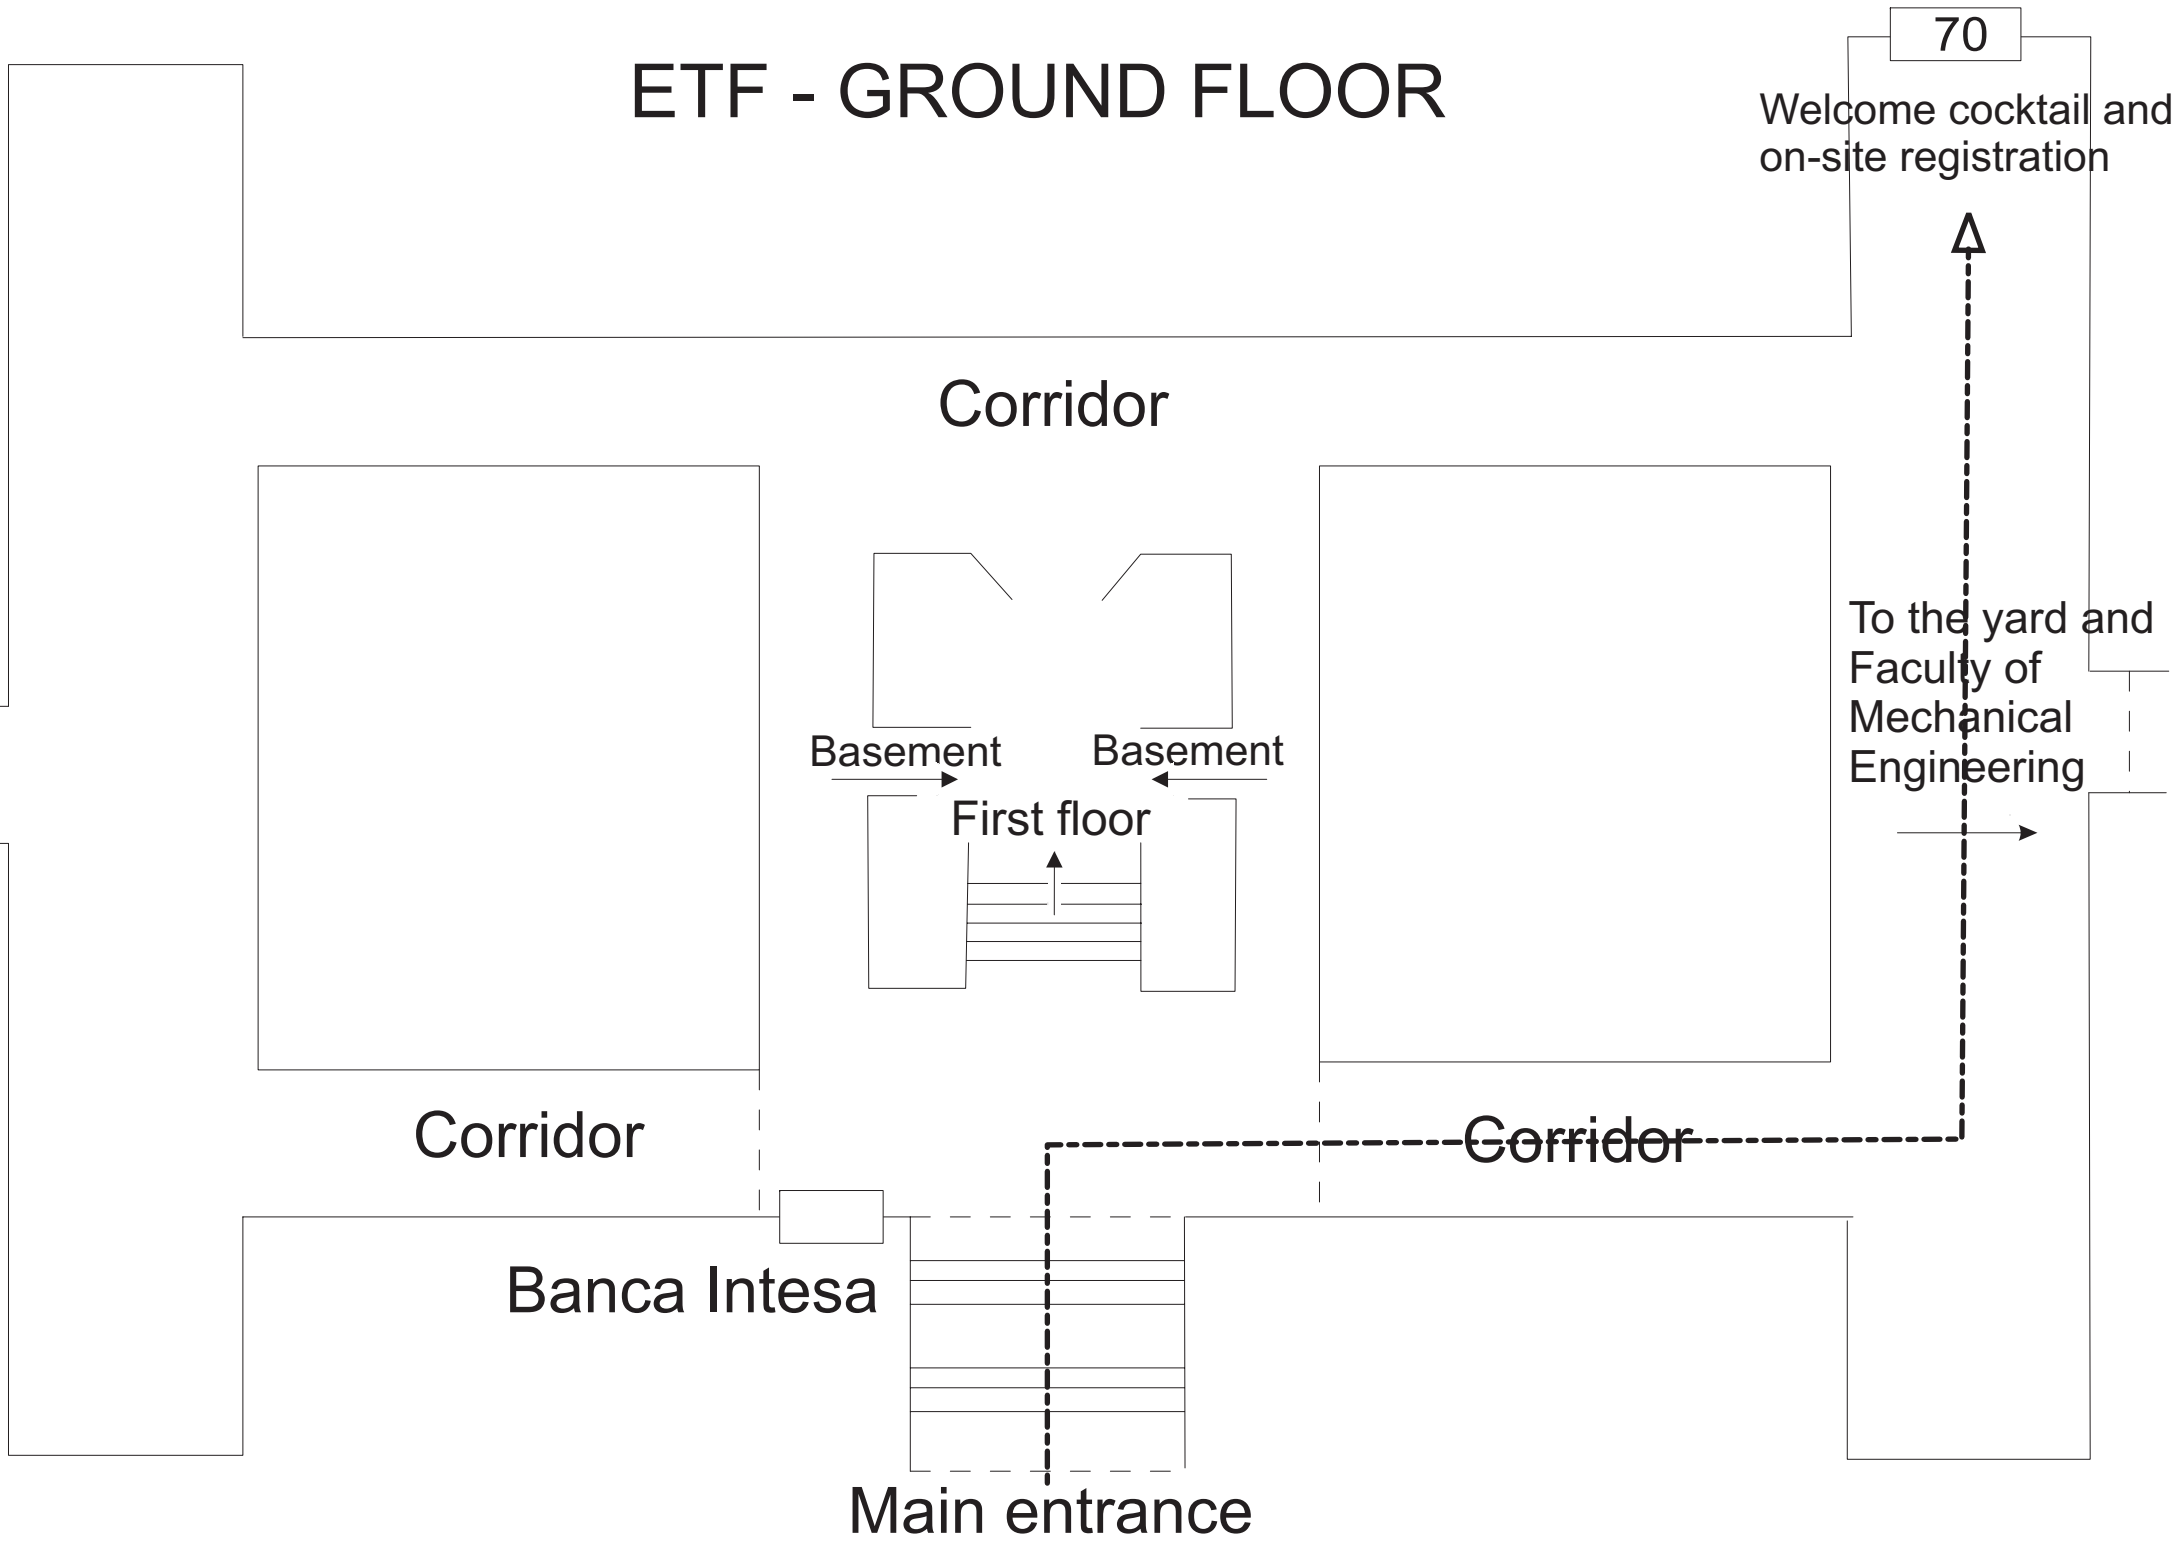 70
ETF - GROUND FLOOR
Welcome cocktail and
on-site registration
Corridor
To the yard and
Faculty of
Mechanical
Engineering
Basement
Basement
First floor
Corridor
Corridor
Banca Intesa
Main entrance